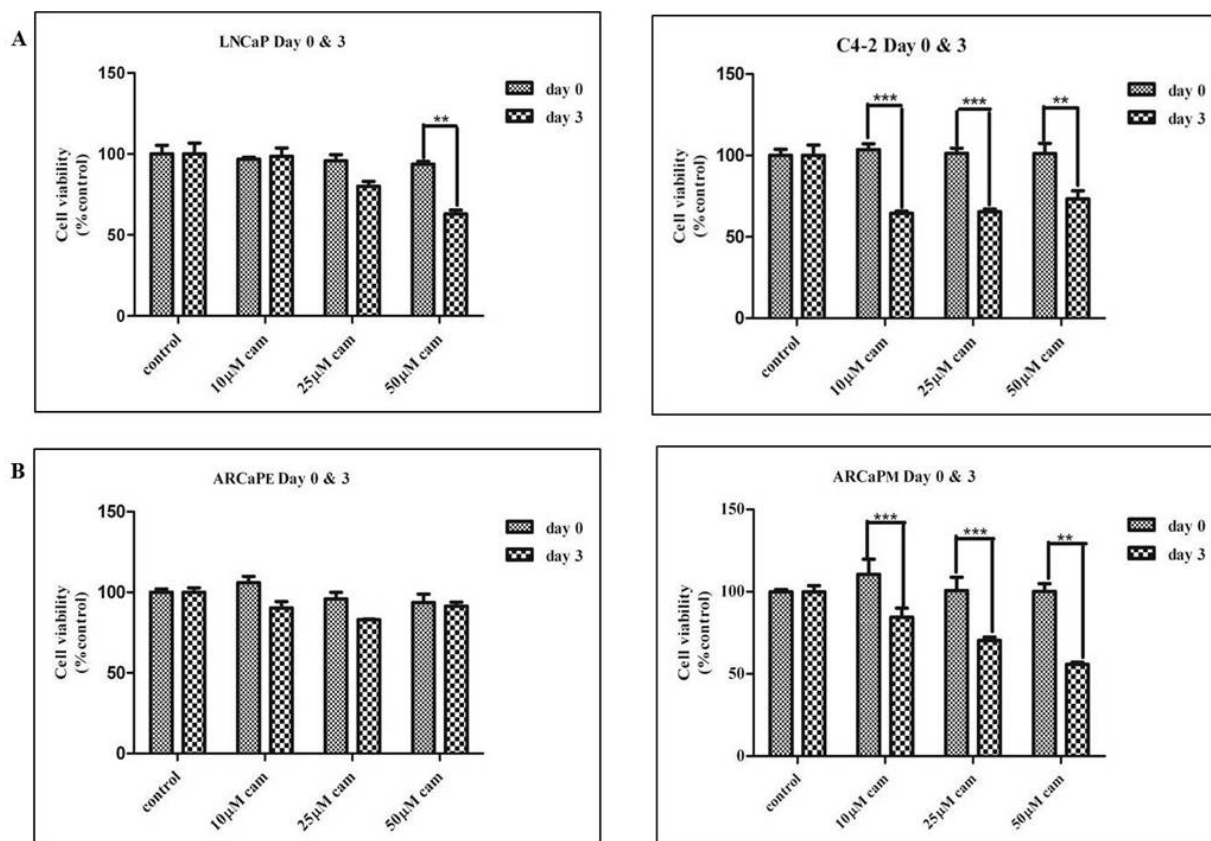 A
LNCaP Day 0 & 3
Cell viability
(%control)
150
100
50
0
**
day 0
day 3
control
10µM cam
25µM cam
50µM cam
C4-2 Day 0 & 3
Cell viability
(%control)
150
100
50
0
***
***
**
day 0
day 3
control
10µM cam
25µM cam
50µM cam
B
ARCaPE Day 0 & 3
Cell viability
(%control)
150
100
50
0
day 0
day 3
control
10µM cam
25µM cam
50µM cam
ARCaPM Day 0 & 3
Cell viability
(%control)
150
100
50
0
***
***
**
day 0
day 3
control
10µM cam
25µM cam
50µM cam